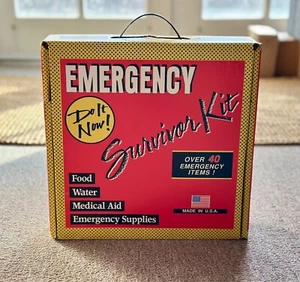 EMERGENCY
Do It
Now!
Survivor Kit
OVER 40
EMERGENCY
ITEMS!
Food
Water
Medical Aid
Emergency Supplies
MADE IN U.S.A.